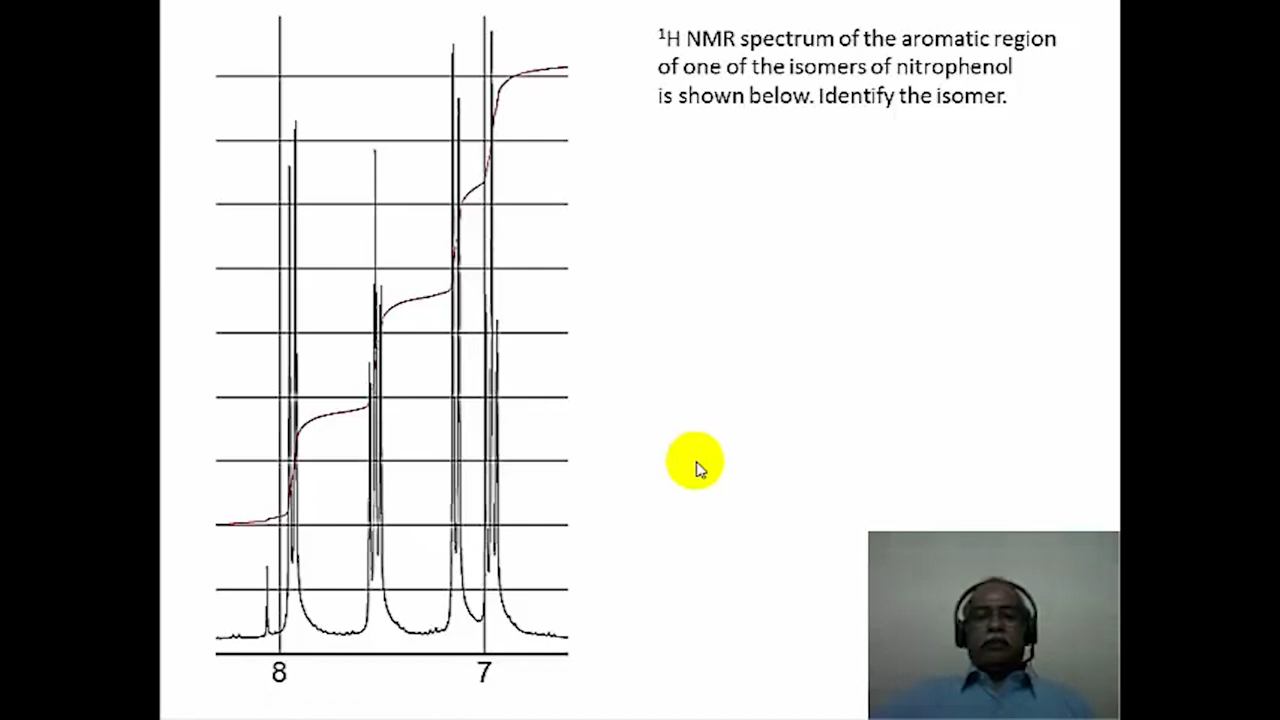 ¹H NMR spectrum of the aromatic region
of one of the isomers of nitrophenol
is shown below. Identify the isomer.
8 7